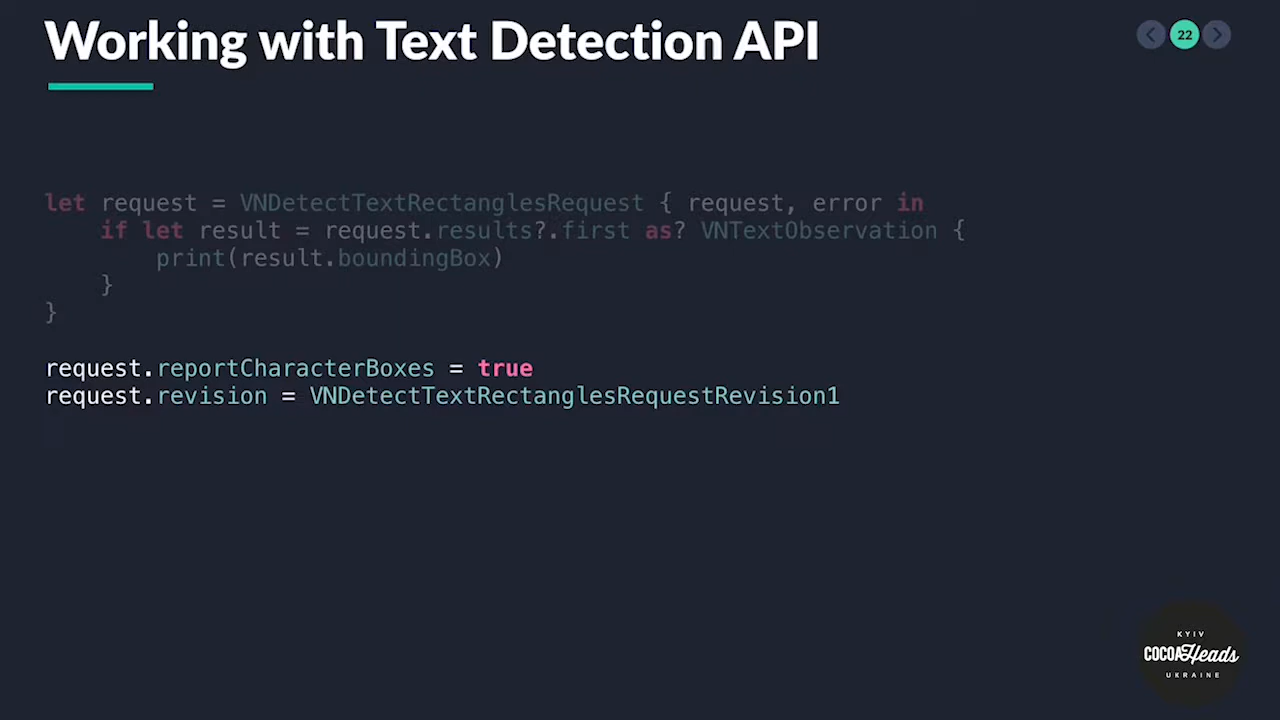 Working with Text Detection API
22
let request = VNDetectTextRectanglesRequest { request, error in
    if let result = request.results?.first as? VNTextObservation {
        print(result.boundingBox)
    }
}
request.reportCharacterBoxes = true
request.revision = VNDetectTextRectanglesRequestRevision1
KYIV
COCOAHeads
UKRAINE